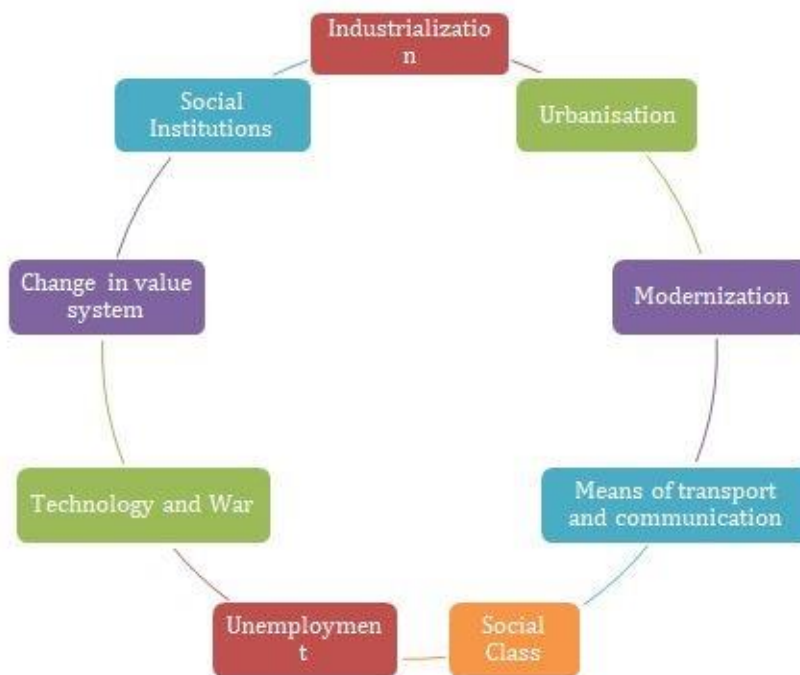 Industrializatio
n
Urbanisation
Modernization
Means of transport
and communication
Social
Class
Unemploymen
t
Technology and War
Change in value
system
Social
Institutions